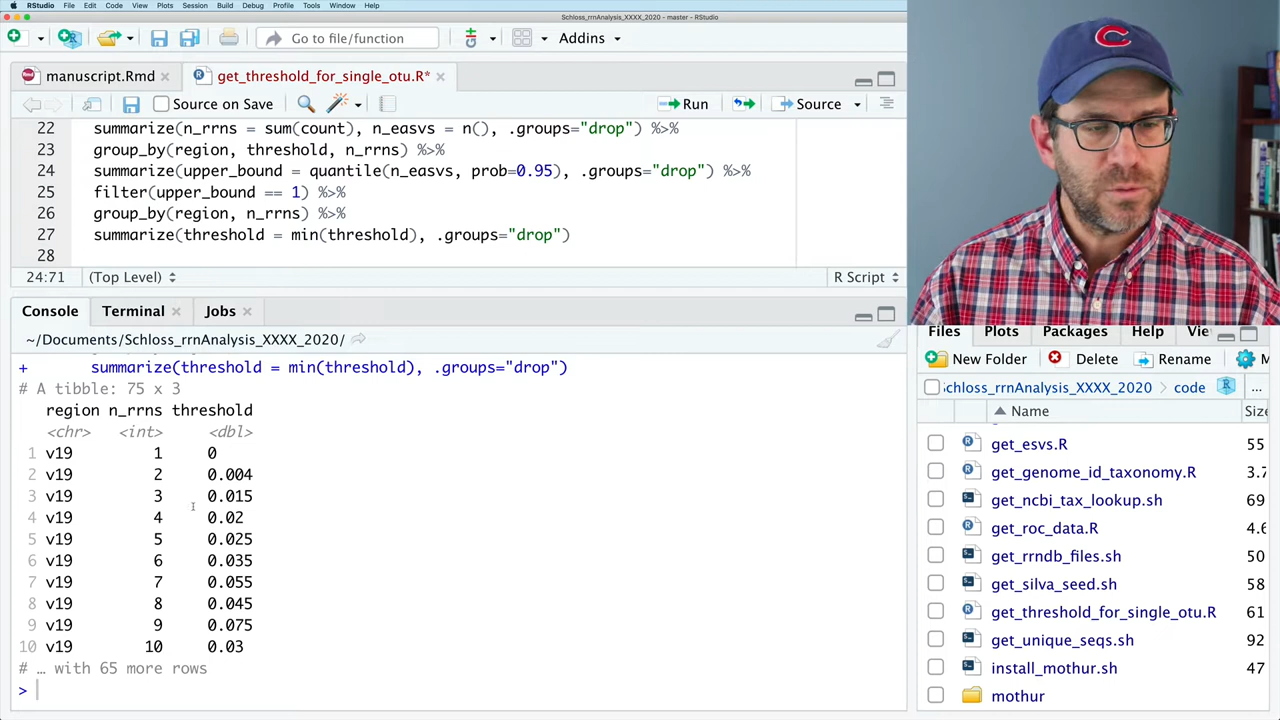 RStudio File Edit Code View Plots Session Build Debug Profile Tools Window Help
Schloss_rrnAnalysis_XXXX_2020 - master - RStudio
Go to file/function
Addins
manuscript.Rmd
get_threshold_for_single_otu.R*
Source on Save
Run
Source
22 summarize(n_rrns = sum(count), n_easvs = n(), .groups="drop") %>%
23 group_by(region, threshold, n_rrns) %>%
24 summarize(upper_bound = quantile(n_easvs, prob=0.95), .groups="drop") %>%
25 filter(upper_bound == 1) %>%
26 group_by(region, n_rrns) %>%
27 summarize(threshold = min(threshold), .groups="drop")
28
24:71 (Top Level) R Script
Console Terminal Jobs
~/Documents/Schloss_rrnAnalysis_XXXX_2020/
+ summarize(threshold = min(threshold), .groups="drop")
# A tibble: 75 x 3
region n_rrns threshold
<chr> <int> <dbl>
1 v19 1 0
2 v19 2 0.004
3 v19 3 0.015
4 v19 4 0.02
5 v19 5 0.025
6 v19 6 0.035
7 v19 7 0.055
8 v19 8 0.045
9 v19 9 0.075
10 v19 10 0.03
# … with 65 more rows
>
C
Files Plots Packages Help Vie
New Folder Delete Rename M
Schloss_rrnAnalysis_XXXX_2020 code ...
Name Size
get_esvs.R 55
get_genome_id_taxonomy.R 3.7
get_ncbi_tax_lookup.sh 69
get_roc_data.R 4.6
get_rrndb_files.sh 50
get_silva_seed.sh 58
get_threshold_for_single_otu.R 61
get_unique_seqs.sh 92
install_mothur.sh 47
mothur